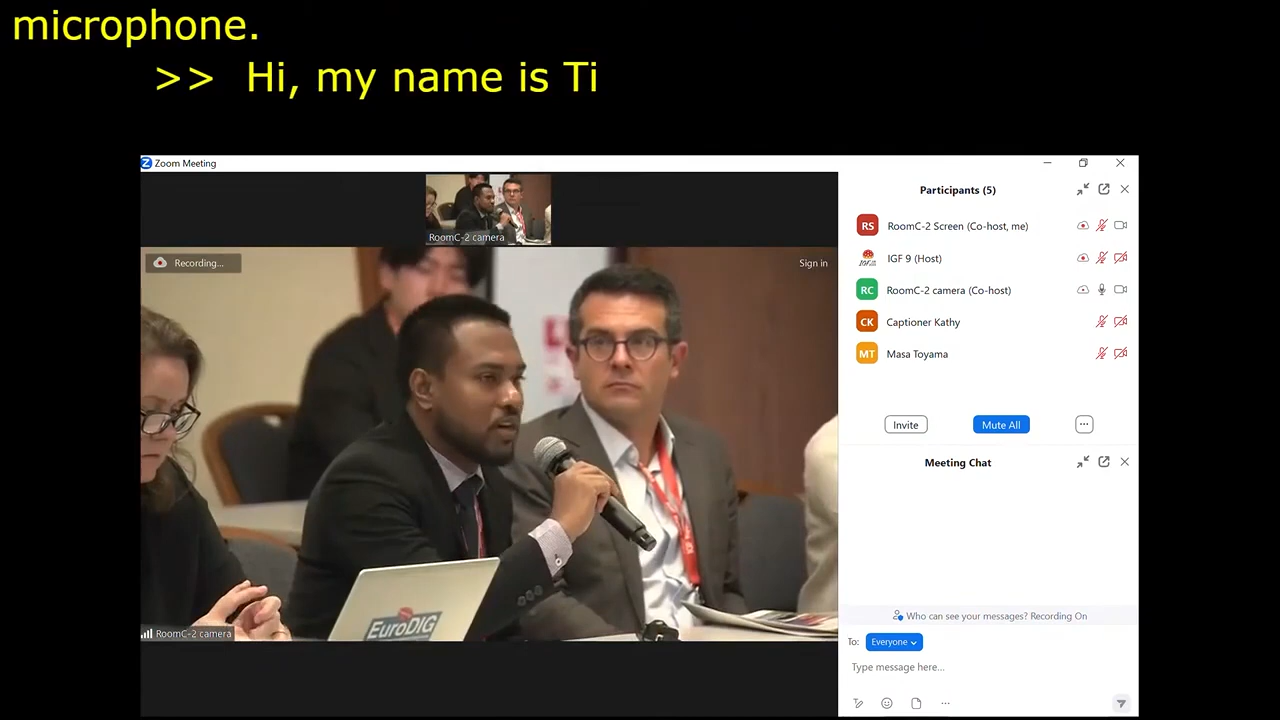 microphone.
>> Hi, my name is Ti
Zoom Meeting
RoomC-2 camera
Recording...
Sign in
EuroDIG
RoomC-2 camera
Participants (5)
RS RoomC-2 Screen (Co-host, me)
IGF 9 (Host)
RC RoomC-2 camera (Co-host)
CK Captioner Kathy
MT Masa Toyama
Invite
Mute All
Meeting Chat
Who can see your messages? Recording On
To: Everyone
Type message here...